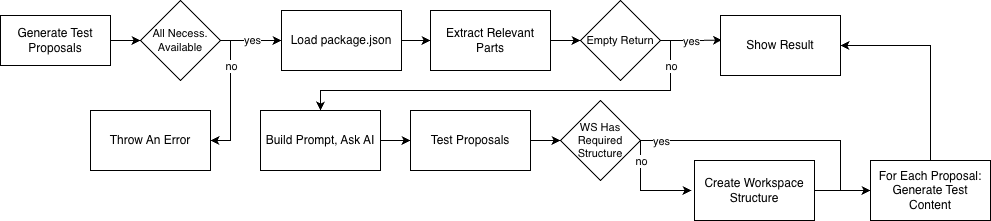 Generate Test
Proposals
All Necess.
Available
yes
no
Load package.json
Extract Relevant
Parts
Empty Return
yes
no
Show Result
Throw An Error
Build Prompt, Ask AI
Test Proposals
WS Has
Required
Structure
yes
no
Create Workspace
Structure
For Each Proposal:
Generate Test
Content